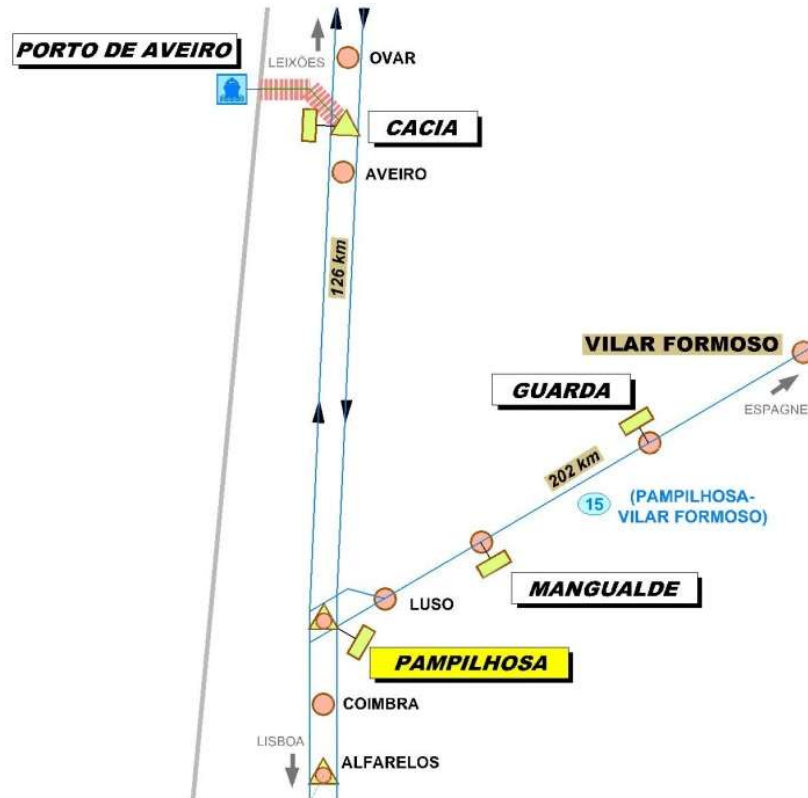 PORTO DE AVEIRO
LEIXÕES
OVAR
CACIA
AVEIRO
126 km
VILAR FORMOSO
GUARDA
ESPAGNE
202 km
15
(PAMPILHOSA-
VILAR FORMOSO)
MANGUALDE
LUSO
PAMPILHOSA
COIMBRA
LISBOA
ALFARELOS